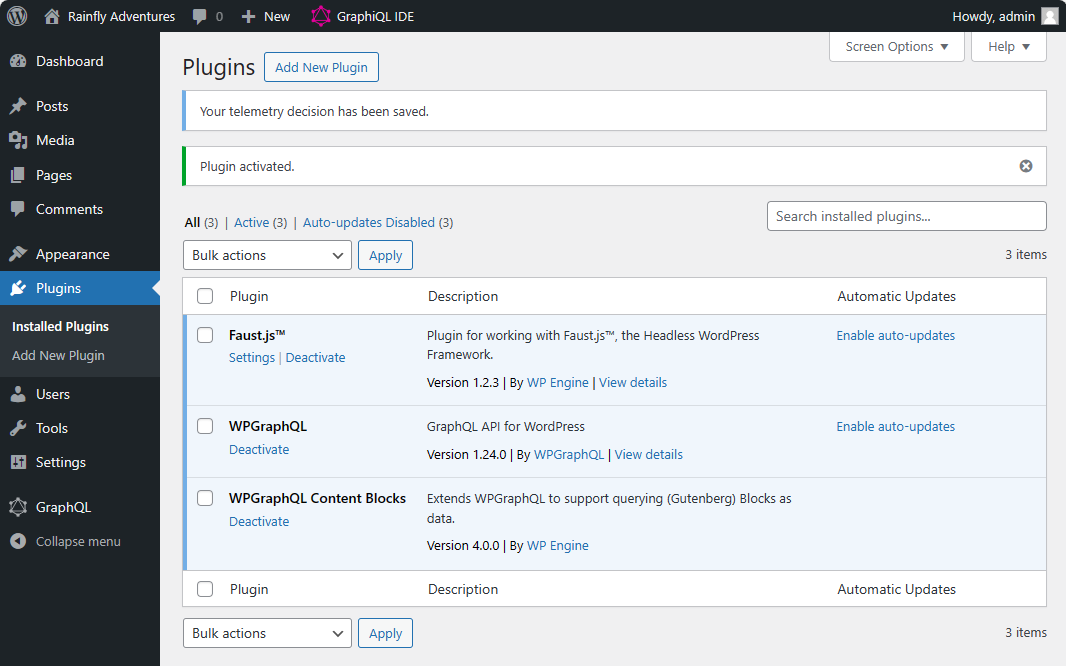 Rainfly Adventures 0 New GraphiQL IDE Howdy, admin
Dashboard
Posts
Media
Pages
Comments
Appearance
Plugins
Installed Plugins
Add New Plugin
Users
Tools
Settings
GraphQL
Collapse menu
Screen Options Help
Plugins Add New Plugin
Your telemetry decision has been saved.
Plugin activated.
All (3) | Active (3) | Auto-updates Disabled (3)
Search installed plugins...
Bulk actions Apply 3 items
Plugin Description Automatic Updates
Faust.js™ Plugin for working with Faust.js™, the Headless WordPress Enable auto-updates
Settings | Deactivate Framework.
Version 1.2.3 | By WP Engine | View details
WPGraphQL GraphQL API for WordPress Enable auto-updates
Deactivate Version 1.24.0 | By WPGraphQL | View details
WPGraphQL Content Blocks Extends WPGraphQL to support querying (Gutenberg) Blocks as
Deactivate data.
Version 4.0.0 | By WP Engine
Plugin Description Automatic Updates
Bulk actions Apply 3 items